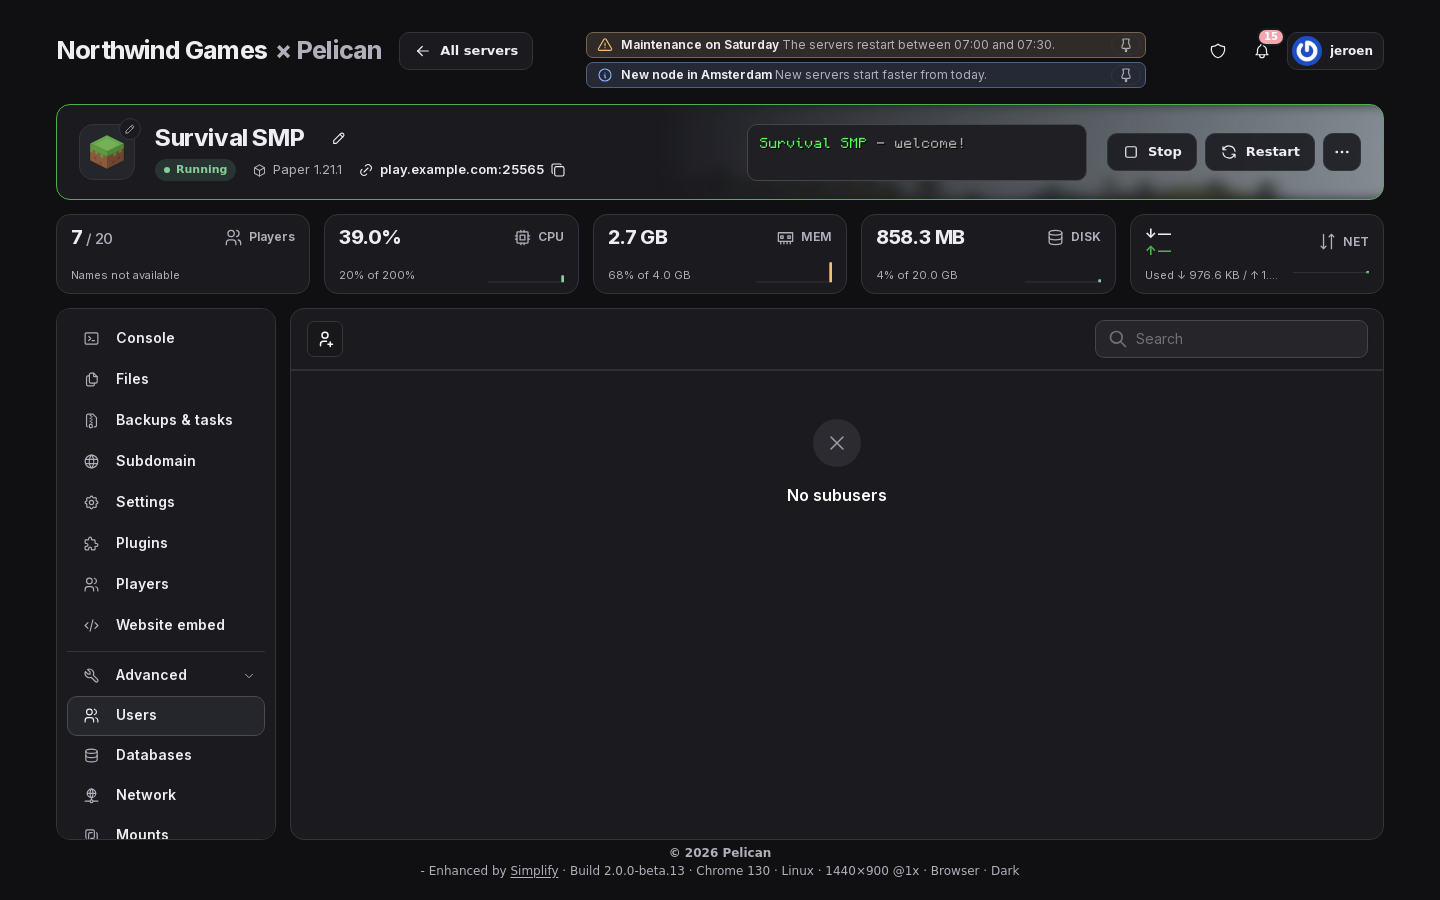 Northwind Games × Pelican
All servers
Maintenance on Saturday The servers restart between 07:00 and 07:30.
New node in Amsterdam New servers start faster from today.
15
jeroen
Survival SMP
Running
Paper 1.21.1
play.example.com:25565
Survival SMP - welcome!
Stop
Restart
7 / 20
Players
Names not available
39.0%
CPU
20% of 200%
2.7 GB
MEM
68% of 4.0 GB
858.3 MB
DISK
4% of 20.0 GB
↓—
↑—
NET
Used ↓ 976.6 KB / ↑ 1....
Console
Files
Backups & tasks
Subdomain
Settings
Plugins
Players
Website embed
Advanced
Users
Databases
Network
Mounts
Search
No subusers
© 2026 Pelican
- Enhanced by Simplify · Build 2.0.0-beta.13 · Chrome 130 · Linux · 1440×900 @1x · Browser · Dark